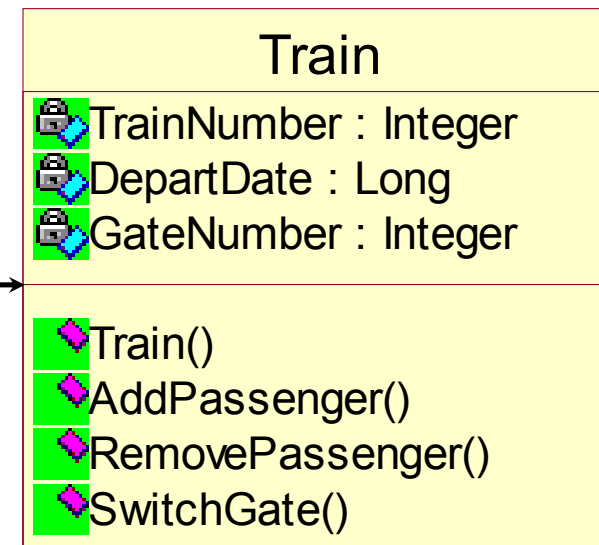 Train
TrainNumber : Integer
DepartDate : Long
GateNumber : Integer
Train()
AddPassenger()
RemovePassenger()
SwitchGate()